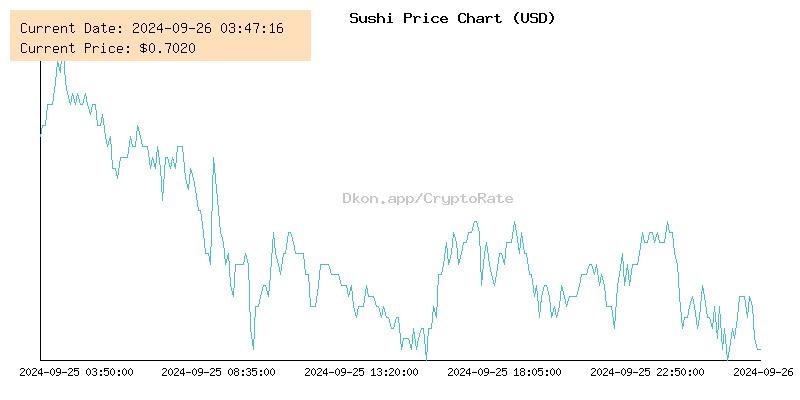 Sushi Price Chart (USD)
Current Date: 2024-09-26 03:47:16
Current Price: $0.7020
Dkon.app/CryptoRate
2024-09-25 03:50:00 2024-09-25 08:35:00 2024-09-25 13:20:00 2024-09-25 18:05:00 2024-09-25 22:50:00 2024-09-26